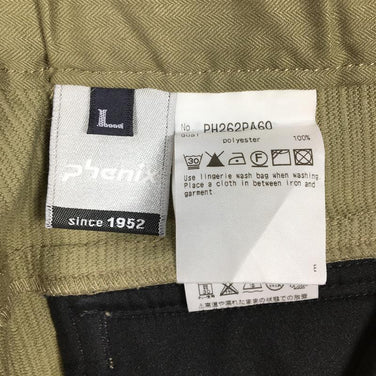 L
phenix
since 1952
No. PH262PA60
polyester 100%
30
Use lingerie wash bag when washing
Place a cloth in between iron and
garment